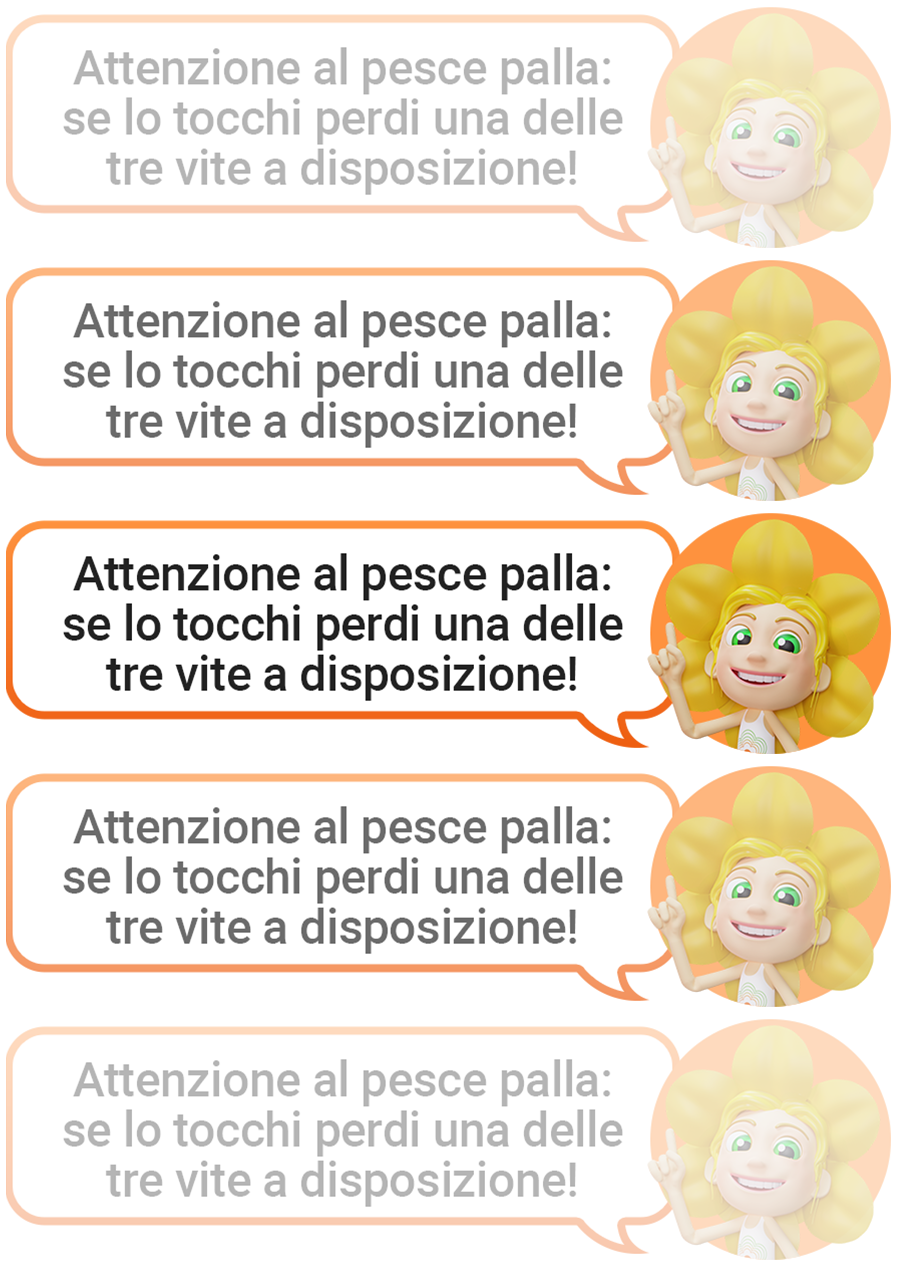 Attenzione al pesce palla:
se lo tocchi perdi una delle
tre vite a disposizione!
Attenzione al pesce palla:
se lo tocchi perdi una delle
tre vite a disposizione!
Attenzione al pesce palla:
se lo tocchi perdi una delle
tre vite a disposizione!
Attenzione al pesce palla:
se lo tocchi perdi una delle
tre vite a disposizione!
Attenzione al pesce palla:
se lo tocchi perdi una delle
tre vite a disposizione!